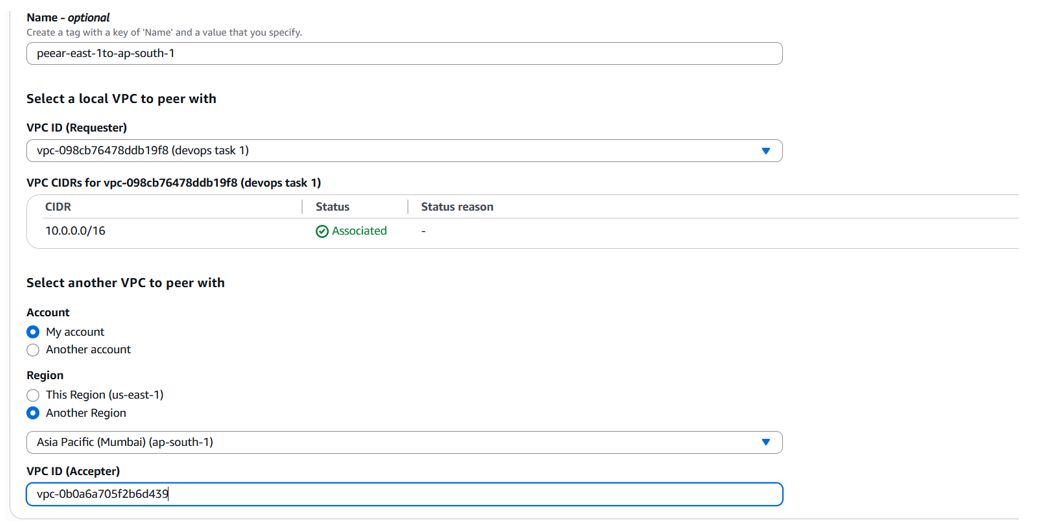 Name - optional
Create a tag with a key of 'Name' and a value that you specify.
peear-east-1to-ap-south-1
Select a local VPC to peer with
VPC ID (Requester)
vpc-098cb76478ddb19f8 (devops task 1)
VPC CIDRs for vpc-098cb76478ddb19f8 (devops task 1)
CIDR Status Status reason
10.0.0.0/16 Associated -
Select another VPC to peer with
Account
My account
Another account
Region
This Region (us-east-1)
Another Region
Asia Pacific (Mumbai) (ap-south-1)
VPC ID (Accepter)
vpc-0b0a6a705f2b6d439